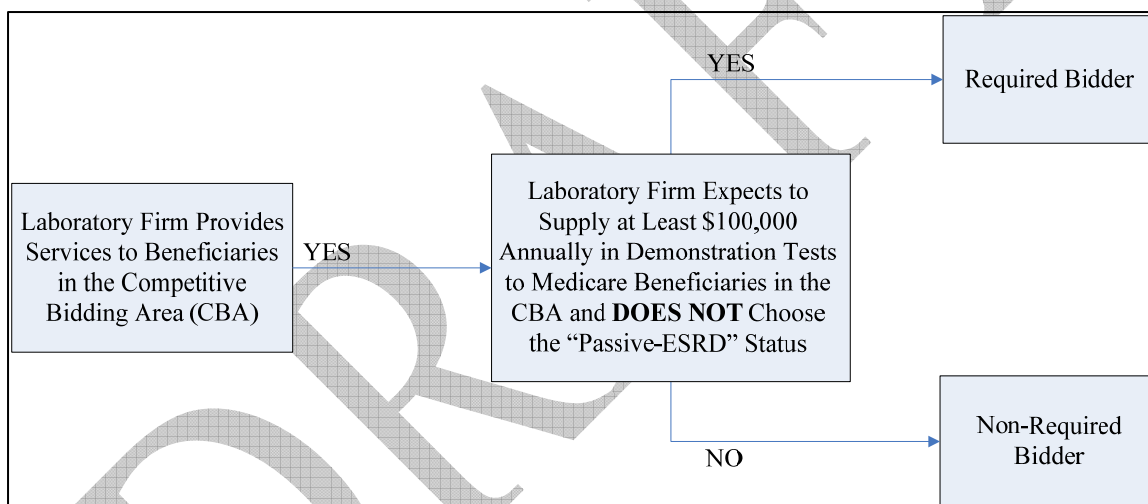 Laboratory Firm Provides
Services to Beneficiaries
in the Competitive
Bidding Area (CBA)
YES
Laboratory Firm Expects to
Supply at Least $100,000
Annually in Demonstration Tests
to Medicare Beneficiaries in the
CBA and DOES NOT Choose
the “Passive-ESRD” Status
YES
Required Bidder
NO
Non-Required
Bidder